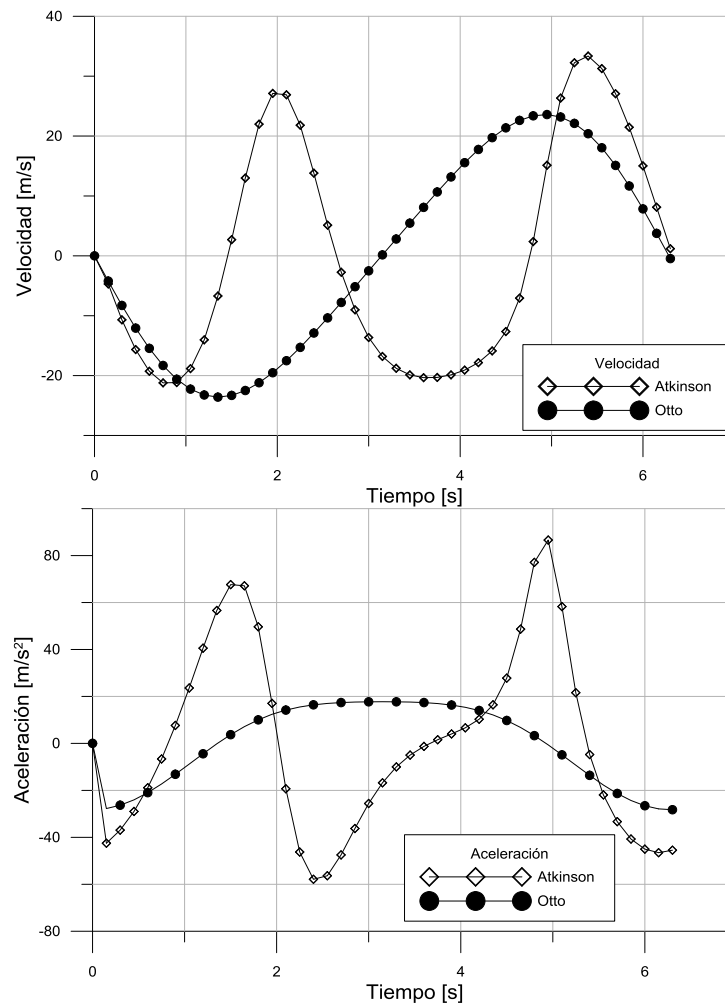 40
20
0
-20
Velocidad [m/s]
Velocidad
Atkinson
Otto
0
2
4
6
Tiempo [s]
80
40
0
-40
-80
Aceleración [m/s²]
Aceleración
Atkinson
Otto
0
2
4
6
Tiempo [s]